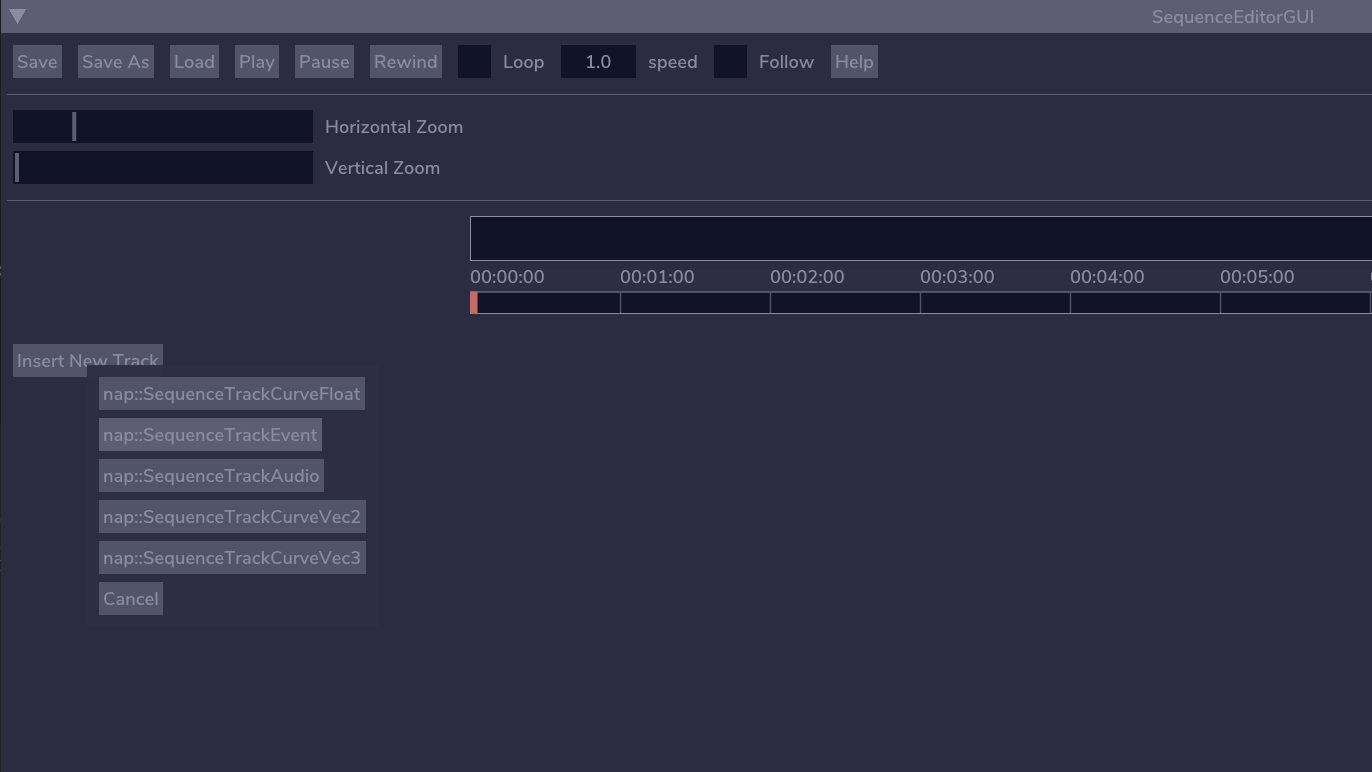 SequenceEditorGUI
Save Save As Load Play Pause Rewind Loop 1.0 speed Follow Help
Horizontal Zoom
Vertical Zoom
00:00:00 00:01:00 00:02:00 00:03:00 00:04:00 00:05:00
Insert New Track
nap::SequenceTrackCurveFloat
nap::SequenceTrackEvent
nap::SequenceTrackAudio
nap::SequenceTrackCurveVec2
nap::SequenceTrackCurveVec3
Cancel